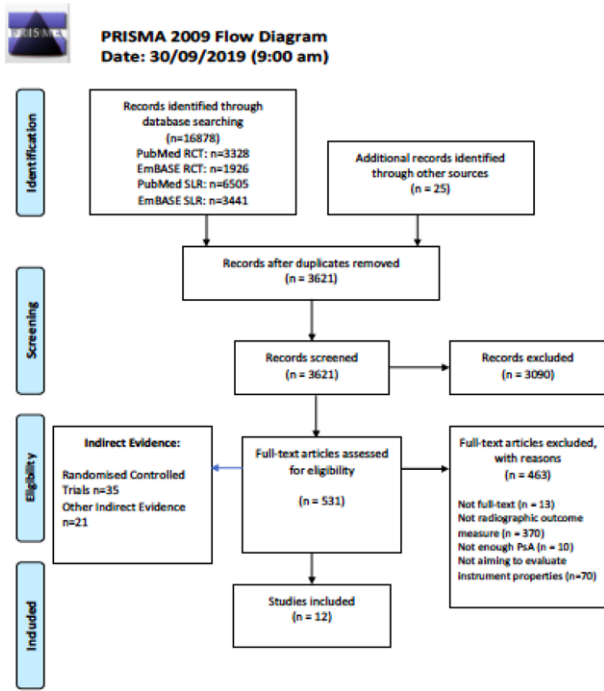 PRISMA
PRISMA 2009 Flow Diagram
Date: 30/09/2019 (9:00 am)
Identification
Records identified through
database searching
(n=16878)
PubMed RCT: n=3328
EmBASE RCT: n=1926
PubMed SLR: n=6505
EmBASE SLR: n=3441
Additional records identified
through other sources
(n = 25)
Screening
Records after duplicates removed
(n = 3621)
Records screened
(n = 3621)
Records excluded
(n = 3090)
Eligibility
Indirect Evidence:
Randomised Controlled
Trials n=35
Other Indirect Evidence
n=21
Full-text articles assessed
for eligibility
(n = 531)
Full-text articles excluded,
with reasons
(n = 463)
Not full-text (n = 13)
Not radiographic outcome
measure (n = 370)
Not enough PsA (n = 10)
Not aiming to evaluate
instrument properties (n=70)
Included
Studies included
(n = 12)